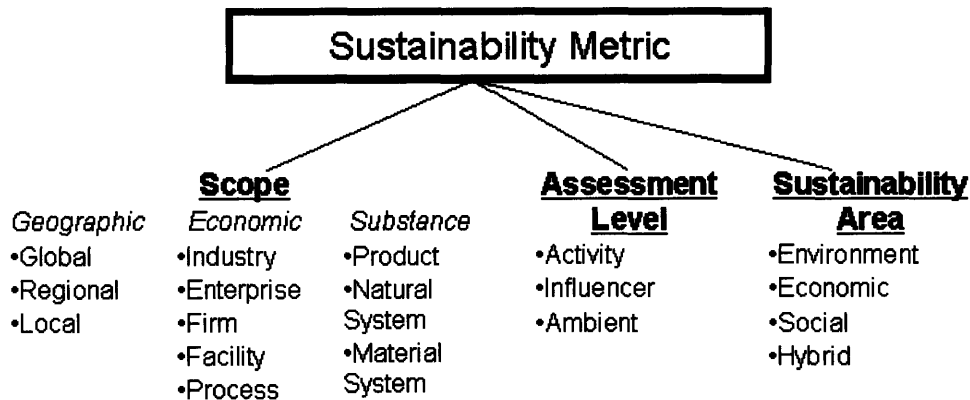 Sustainability Metric
Scope
Geographic
•Global
•Regional
•Local
Economic
•Industry
•Enterprise
•Firm
•Facility
•Process
Substance
•Product
•Natural
System
•Material
System
Assessment
Level
•Activity
•Influencer
•Ambient
Sustainability
Area
•Environment
•Economic
•Social
•Hybrid